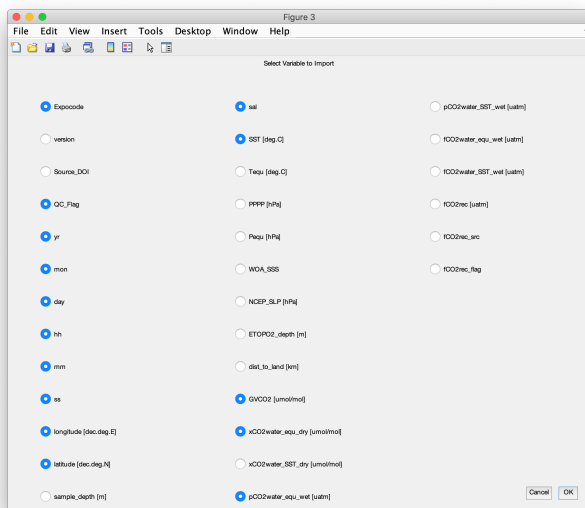 Figure 3
File Edit View Insert Tools Desktop Window Help
Select Variable to Import
Expocode
version
Source_DOI
QC_Flag
yr
mon
day
hh
mm
ss
longitude [dec.deg.E]
latitude [dec.deg.N]
sample_depth [m]
sal
SST [deg.C]
Tequ [deg.C]
PPPP [hPa]
Pequ [hPa]
WOA_SSS
NCEP_SLP [hPa]
ETOPO2_depth [m]
dist_to_land [km]
GVCO2 [umol/mol]
xCO2water_equ_dry [umol/mol]
xCO2water_SST_dry [umol/mol]
pCO2water_equ_wet [uatm]
pCO2water_SST_wet [uatm]
fCO2water_equ_wet [uatm]
fCO2water_SST_wet [uatm]
fCO2rec [uatm]
fCO2rec_src
fCO2rec_flag
Cancel OK